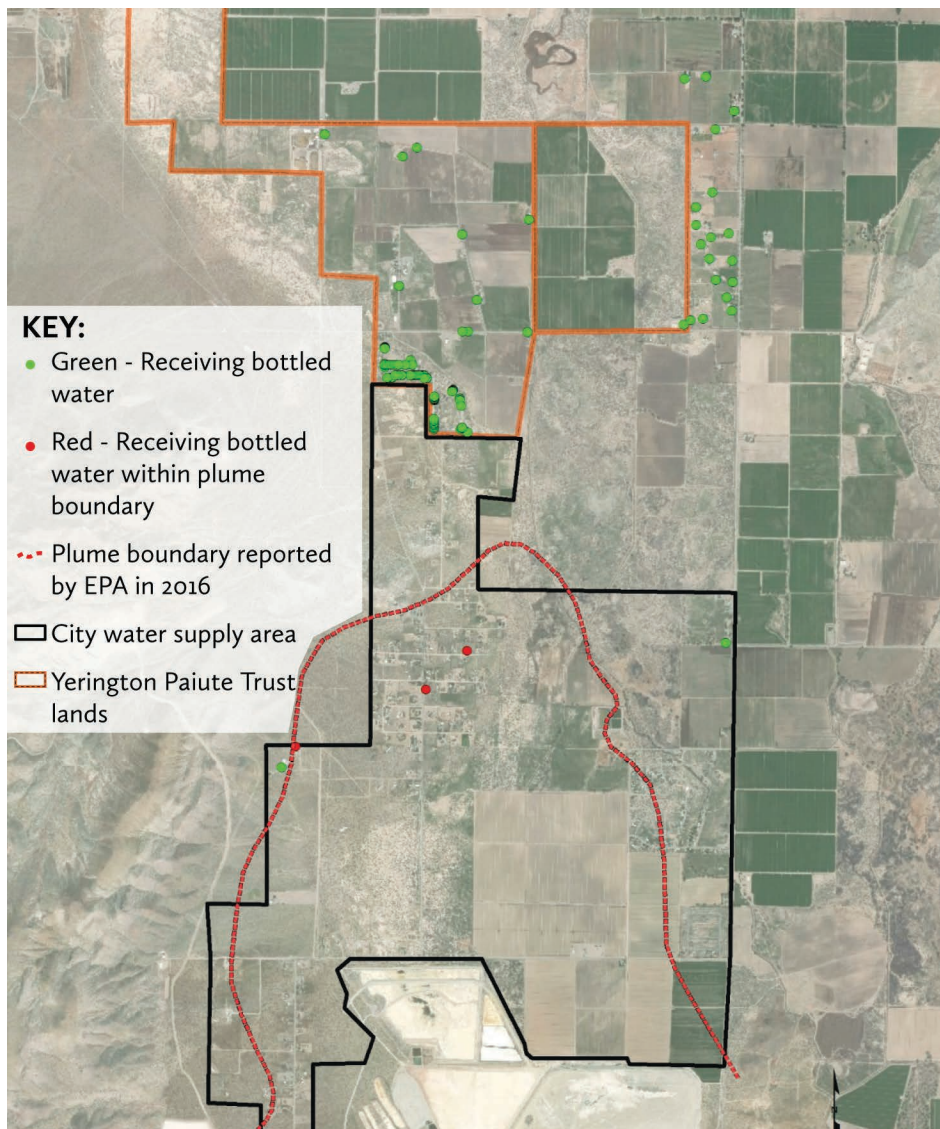 KEY:
Green - Receiving bottled
water
Red - Receiving bottled
water within plume
boundary
Plume boundary reported
by EPA in 2016
City water supply area
Yerington Paiute Trust
lands